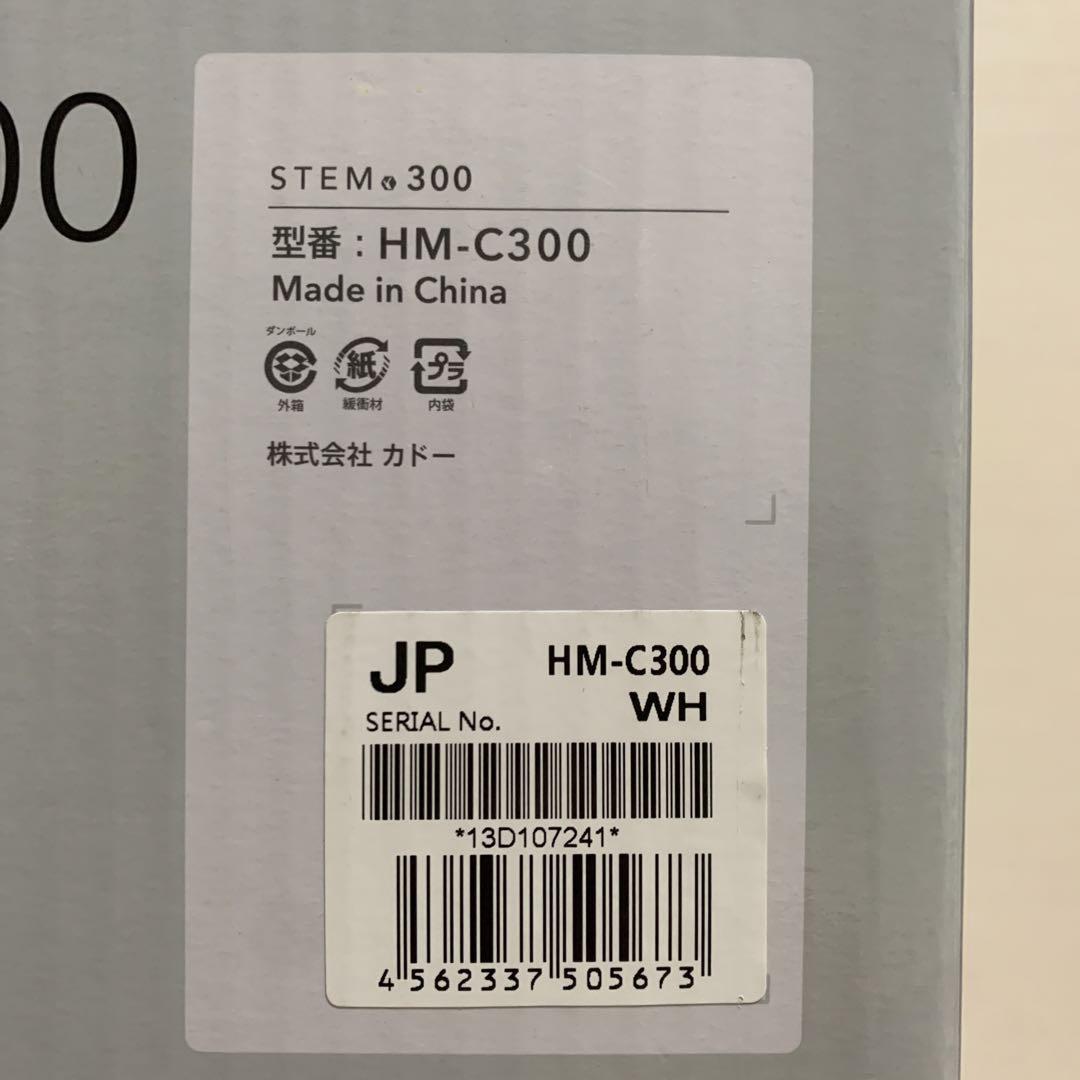 00
STEM 300
型番：HM-C300
Made in China
ダンボール
紙 プラ
外箱 緩衝材 内袋
株式会社 カドー
JP HM-C300
WH
SERIAL No.
*13D107241*
4 562337 505673